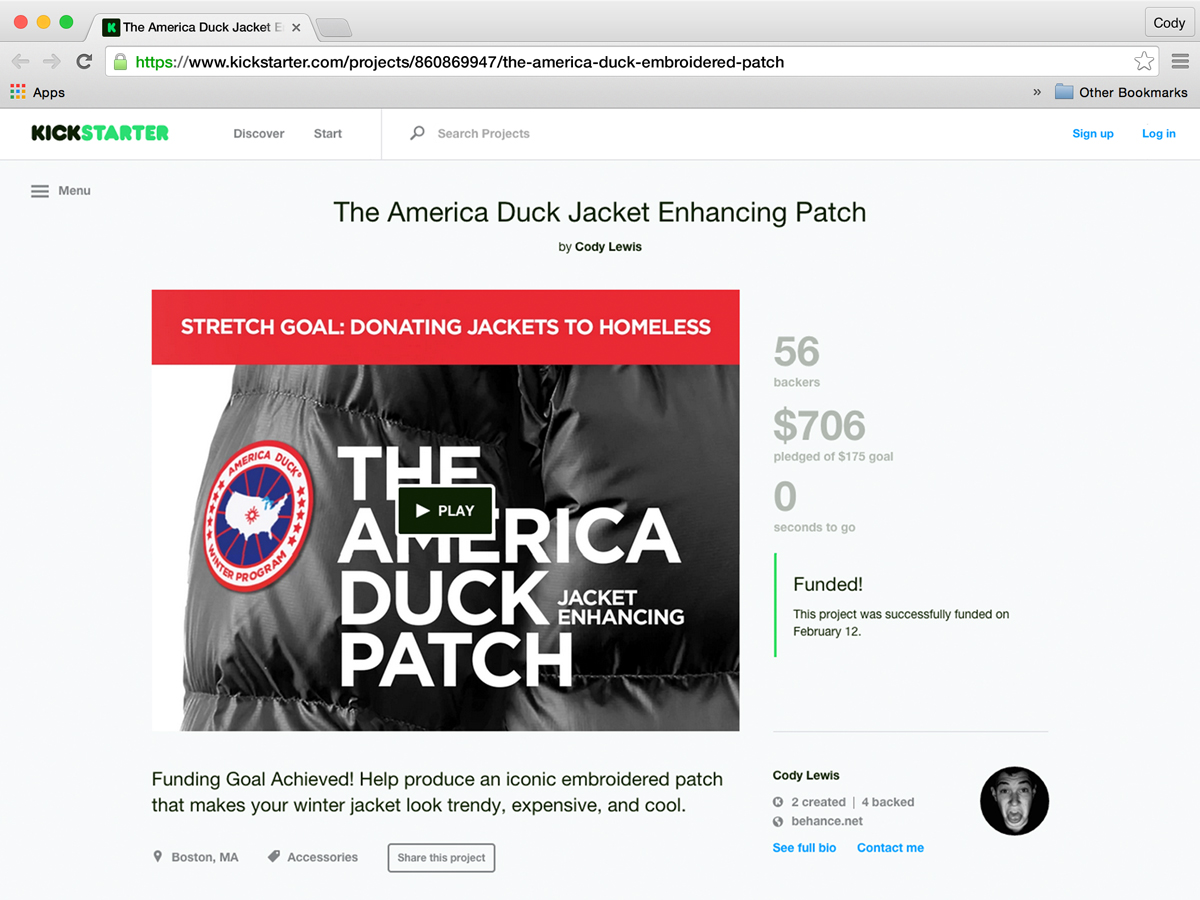 The America Duck Jacket E
Cody
https://www.kickstarter.com/projects/860869947/the-america-duck-embroidered-patch
Apps
» Other Bookmarks
KICKSTARTER
Discover
Start
Search Projects
Sign up
Log in
Menu
The America Duck Jacket Enhancing Patch
by Cody Lewis
STRETCH GOAL: DONATING JACKETS TO HOMELESS
AMERICA DUCK®
WINTER PROGRAM
THE
PLAY
AMERICA
DUCK JACKET
ENHANCING
PATCH
56
backers
$706
pledged of $175 goal
0
seconds to go
Funded!
This project was successfully funded on
February 12.
Funding Goal Achieved! Help produce an iconic embroidered patch
that makes your winter jacket look trendy, expensive, and cool.
Boston, MA
Accessories
Share this project
Cody Lewis
2 created | 4 backed
behance.net
See full bio
Contact me